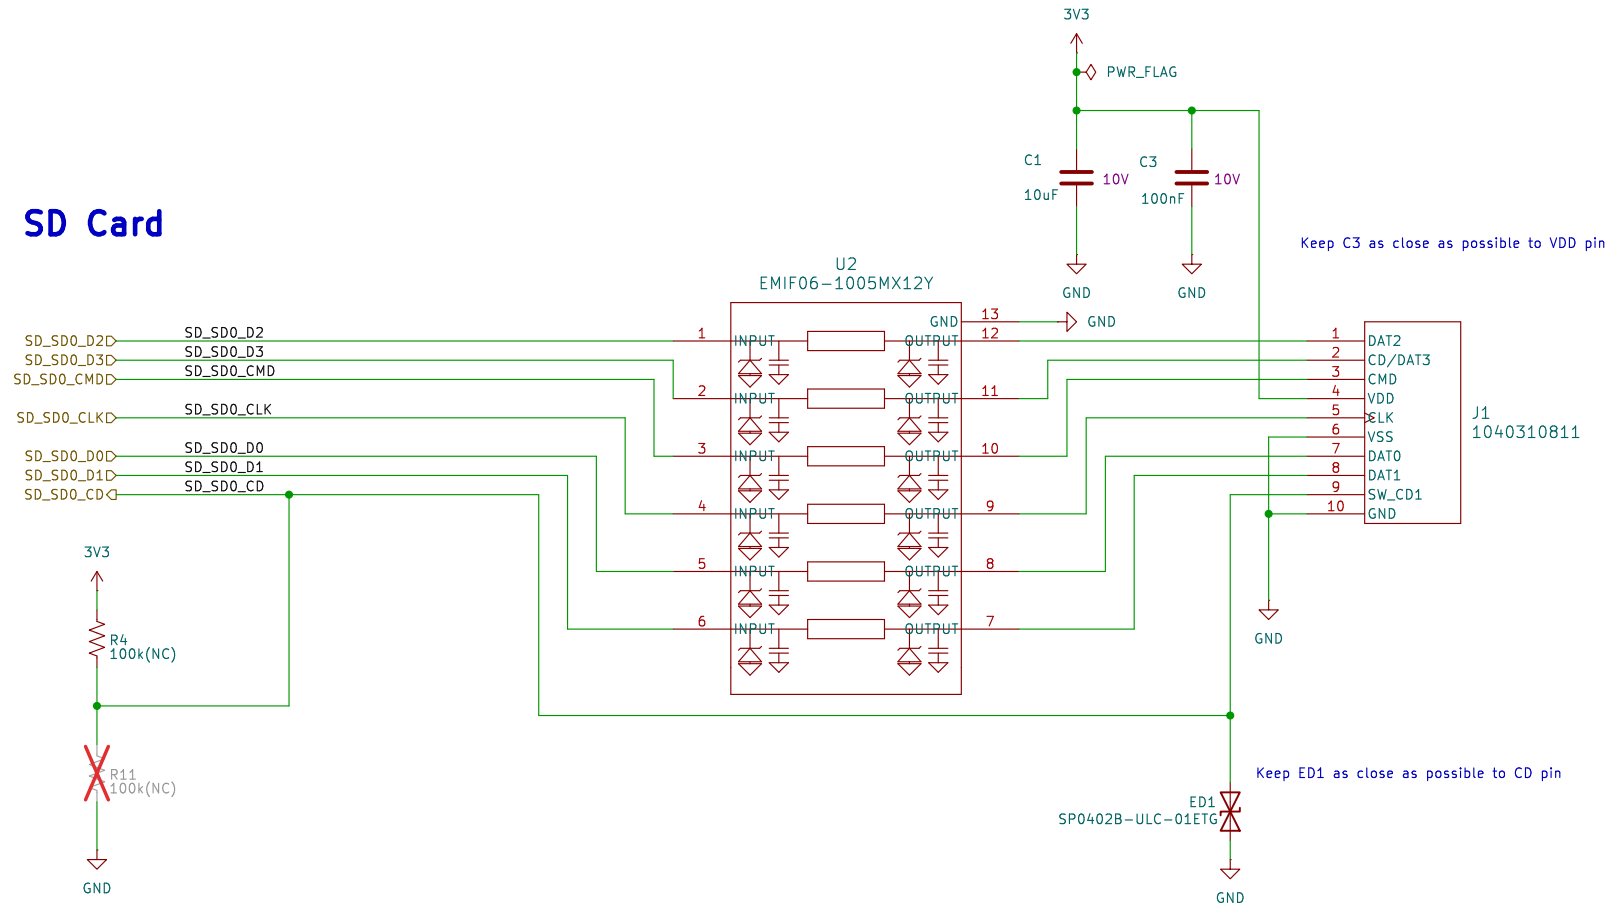 3V3
PWR_FLAG
C1
10V
10uF
C3
10V
100nF
GND
GND
Keep C3 as close as possible to VDD pin
SD Card
SD_SD0_D2
SD_SD0_D3
SD_SD0_CMD
SD_SD0_CLK
SD_SD0_D0
SD_SD0_D1
SD_SD0_CD
SD_SD0_D2
SD_SD0_D3
SD_SD0_CMD
SD_SD0_CLK
SD_SD0_D0
SD_SD0_D1
SD_SD0_CD
U2
EMIF06-1005MX12Y
GND 13
GND
1 INPUT OUTPUT 12
2 INPUT OUTPUT 11
3 INPUT OUTPUT 10
4 INPUT OUTPUT 9
5 INPUT OUTPUT 8
6 INPUT OUTPUT 7
1 DAT2
2 CD/DAT3
3 CMD
4 VDD
5 CLK
6 VSS
7 DAT0
8 DAT1
9 SW_CD1
10 GND
J1
1040310811
GND
3V3
R4
100k(NC)
R11
100k(NC)
GND
Keep ED1 as close as possible to CD pin
ED1
SP0402B-ULC-01ETG
GND